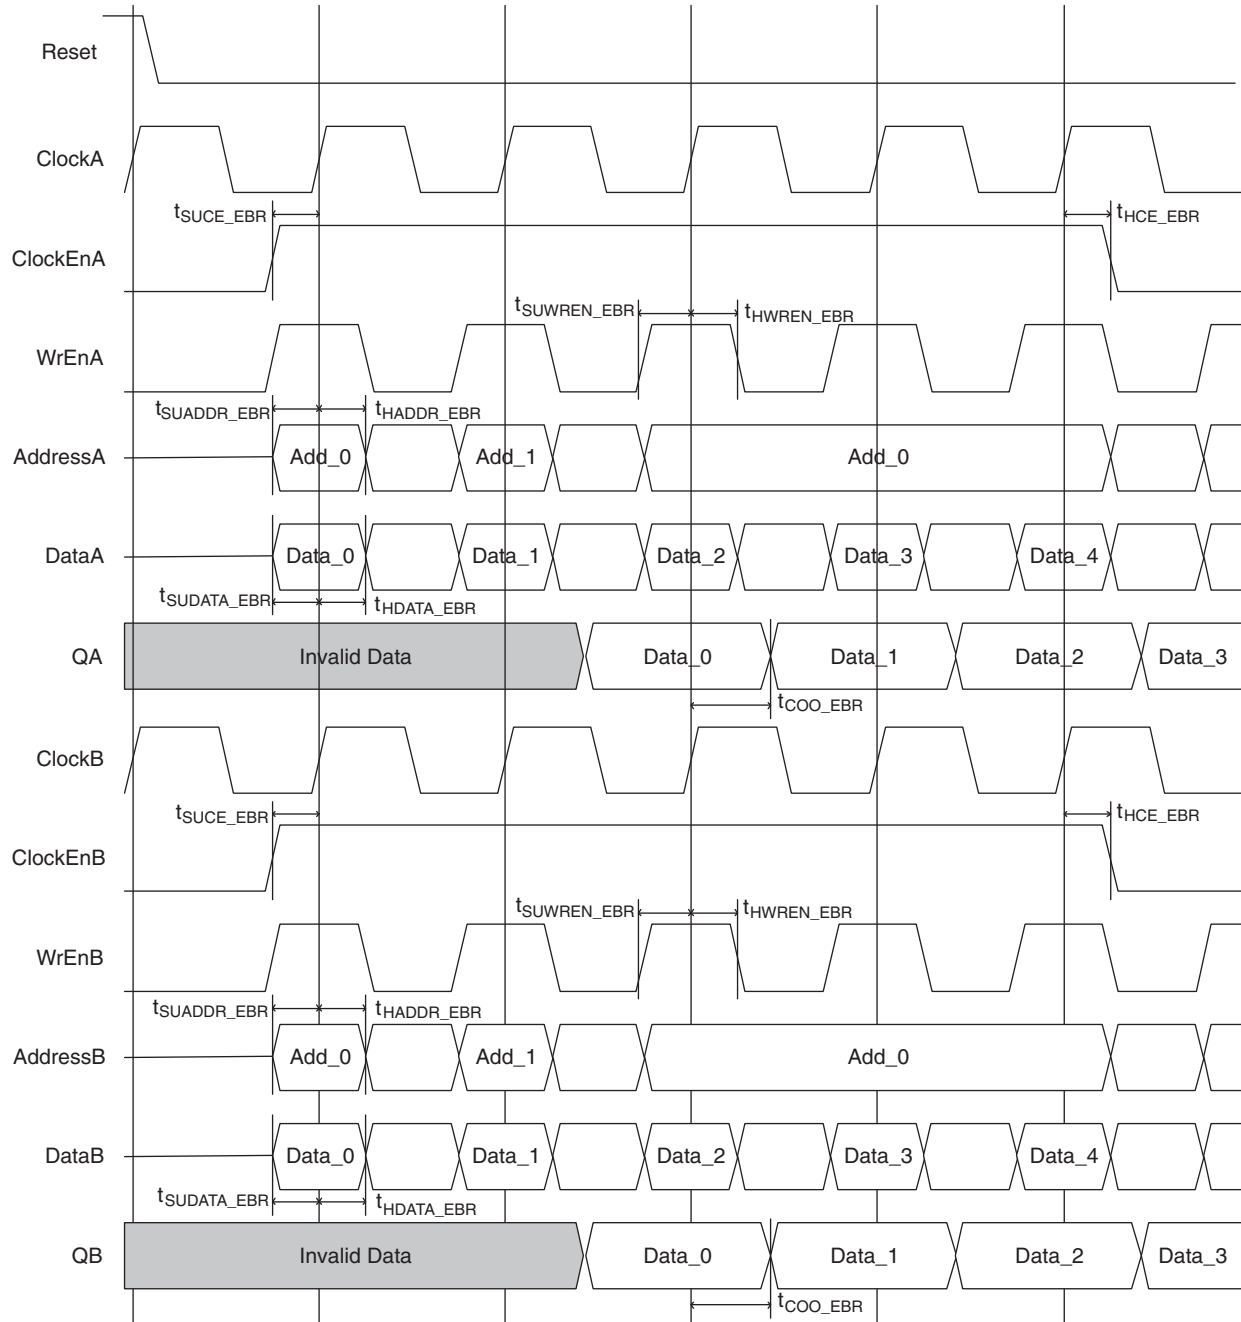 Reset
ClockA
tSUCE_EBR tHCE_EBR
ClockEnA
tSUWREN_EBR tHWREN_EBR
WrEnA
tSUADDR_EBR tHADDR_EBR
AddressA Add_0 Add_1 Add_0
DataA Data_0 Data_1 Data_2 Data_3 Data_4
tSUDATA_EBR tHDATA_EBR
QA Invalid Data Data_0 Data_1 Data_2 Data_3
tCOO_EBR
ClockB
tSUCE_EBR tHCE_EBR
ClockEnB
tSUWREN_EBR tHWREN_EBR
WrEnB
tSUADDR_EBR tHADDR_EBR
AddressB Add_0 Add_1 Add_0
DataB Data_0 Data_1 Data_2 Data_3 Data_4
tSUDATA_EBR tHDATA_EBR
QB Invalid Data Data_0 Data_1 Data_2 Data_3
tCOO_EBR